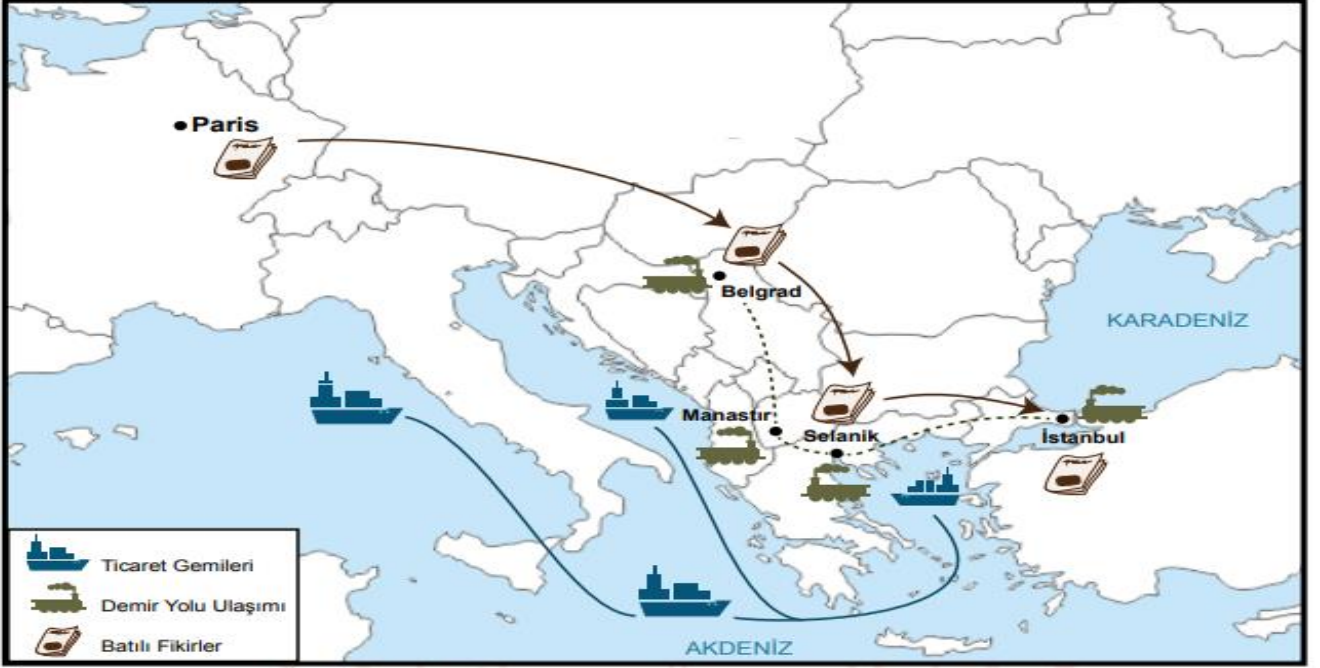 Paris
Belgrad
KARADENİZ
Manastır
Selanik
İstanbul
Ticaret Gemileri
Demir Yolu Ulaşımı
Batılı Fikirler
AKDENİZ